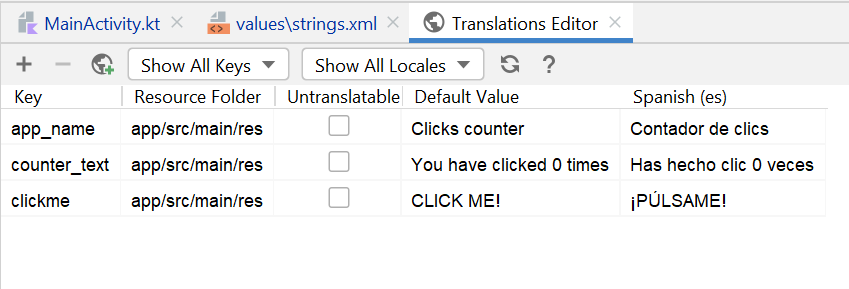 MainActivity.kt values\strings.xml Translations Editor
Show All Keys Show All Locales ?
Key Resource Folder Untranslatable Default Value Spanish (es)
app_name app/src/main/res Clicks counter Contador de clics
counter_text app/src/main/res You have clicked 0 times Has hecho clic 0 veces
clickme app/src/main/res CLICK ME! ¡PÚLSAME!